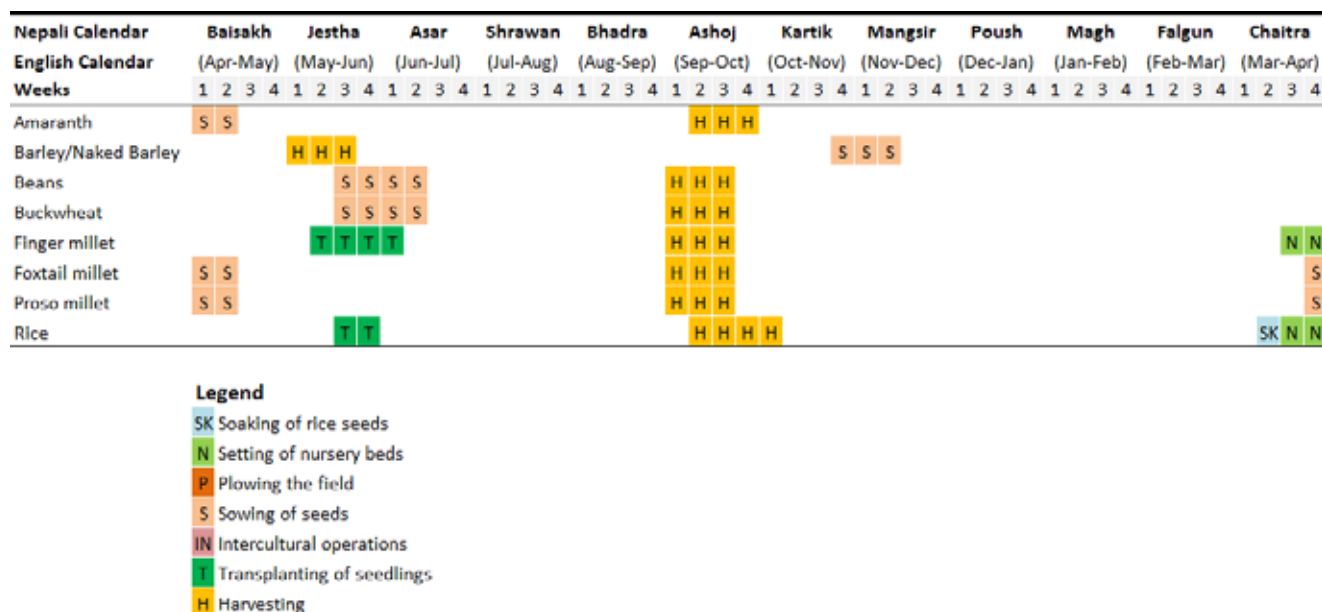 Nepali Calendar Baisakh Jestha Asar Shrawan Bhadra Ashoj Kartik Mangsir Poush Magh Falgun Chaitra
English Calendar (Apr-May) (May-Jun) (Jun-Jul) (Jul-Aug) (Aug-Sep) (Sep-Oct) (Oct-Nov) (Nov-Dec) (Dec-Jan) (Jan-Feb) (Feb-Mar) (Mar-Apr)
Weeks 1 2 3 4 1 2 3 4 1 2 3 4 1 2 3 4 1 2 3 4 1 2 3 4 1 2 3 4 1 2 3 4 1 2 3 4 1 2 3 4 1 2 3 4 1 2 3 4
Amaranth S S H H H
Barley/Naked Barley H H H S S S
Beans S S S S H H H
Buckwheat S S S S H H H
Finger millet T T T T H H H N N
Foxtail millet S S H H H S
Proso millet S S H H H S
Rice T T H H H H SK N N
Legend
SK Soaking of rice seeds
N Setting of nursery beds
P Plowing the field
S Sowing of seeds
IN Intercultural operations
T Transplanting of seedlings
H Harvesting